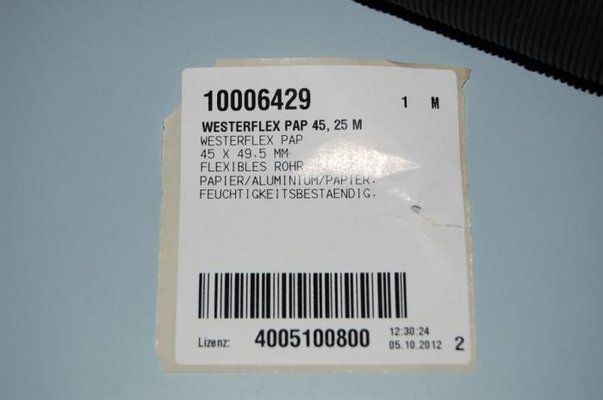 10006429 1 M
WESTERFLEX PAP 45, 25 M
WESTERFLEX PAP
45 X 49.5 MM
FLEXIBLES ROHR
PAPIER/ALUMINIUM/PAPIER,
FEUCHTIGKEITSBESTAENDIG.
Lizenz: 4005100800 12:30:24
05.10.2012 2